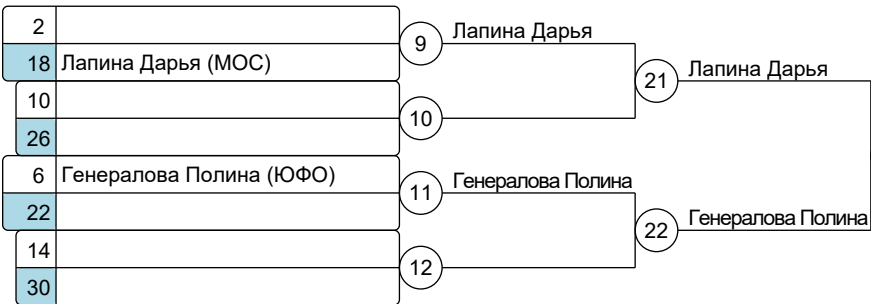 2
18 Лапина Дарья (МОС)
10
26
6 Генералова Полина (ЮФО)
22
14
30
9 Лапина Дарья
10
11 Генералова Полина
12
21 Лапина Дарья
22 Генералова Полина